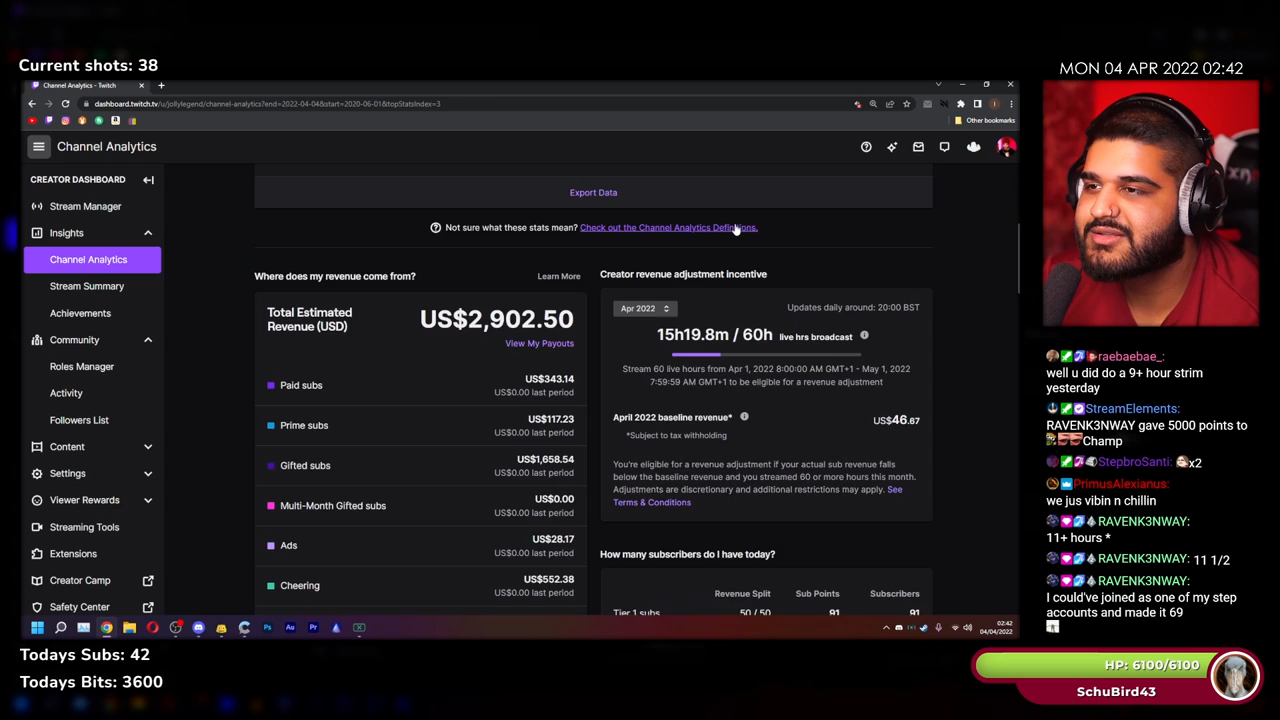 Current shots: 38
MON 04 APR 2022 02:42
Channel Analytics - Twitch
dashboard.twitch.tv/u/jollylegend/channel-analytics?end=2022-04-04&start=2020-06-01&topStatsIndex=3
Other bookmarks
Channel Analytics
CREATOR DASHBOARD
Stream Manager
Insights
Channel Analytics
Stream Summary
Achievements
Community
Roles Manager
Activity
Followers List
Content
Settings
Viewer Rewards
Streaming Tools
Extensions
Creator Camp
Safety Center
Export Data
Not sure what these stats mean? Check out the Channel Analytics Definitions.
Where does my revenue come from?
Learn More
Total Estimated
Revenue (USD)
US$2,902.50
View My Payouts
Paid subs
US$343.14
US$0.00 last period
Prime subs
US$117.23
US$0.00 last period
Gifted subs
US$1,658.54
US$0.00 last period
Multi-Month Gifted subs
US$0.00
US$0.00 last period
Ads
US$28.17
US$0.00 last period
Cheering
US$552.38
US$0.00 last period
Creator revenue adjustment incentive
Apr 2022
Updates daily around: 20:00 BST
15h19.8m / 60h live hrs broadcast
Stream 60 live hours from Apr 1, 2022 8:00:00 AM GMT+1 - May 1, 2022
7:59:59 AM GMT+1 to be eligible for a revenue adjustment
April 2022 baseline revenue*
US$46.67
*Subject to tax withholding
You're eligible for a revenue adjustment if your actual sub revenue falls
below the baseline revenue and you streamed 60 or more hours this month.
Adjustments are discretionary and additional restrictions may apply. See
Terms & Conditions
How many subscribers do I have today?
Revenue Split
Sub Points
Subscribers
Tier 1 subs
50 / 50
91
91
02:42
04/04/2022
raebaebae_:
well u did do a 9+ hour strim
yesterday
StreamElements:
RAVENK3NWAY gave 5000 points to
Champ
StepbroSanti: x2
PrimusAlexianus:
we jus vibin n chillin
RAVENK3NWAY:
11+ hours *
RAVENK3NWAY: 11 1/2
RAVENK3NWAY:
I could've joined as one of my step
accounts and made it 69
Todays Subs: 42
Todays Bits: 3600
HP: 6100/6100
SchuBird43